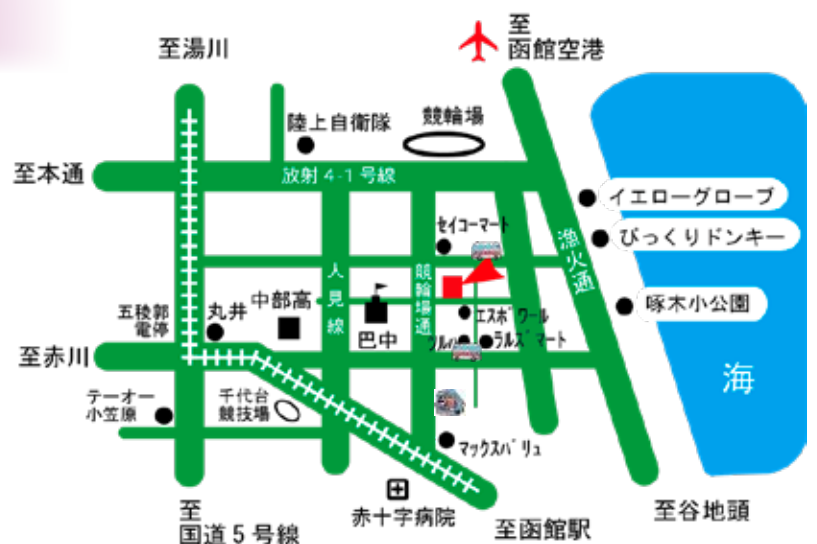 至
函館空港
至湯川
競輪場
陸上自衛隊
至本通
放射4-1号線
イエローグローブ
セイコーマート
びっくりドンキー
漁火通
人見線
競輪場通
啄木小公園
五稜郭
電停
丸井
中部高
巴中
エスポワール
ツルハ
ラルズマート
至赤川
海
テーオー
小笠原
千代台
競技場
マックスバリュ
赤十字病院
至
国道5号線
至函館駅
至谷地頭